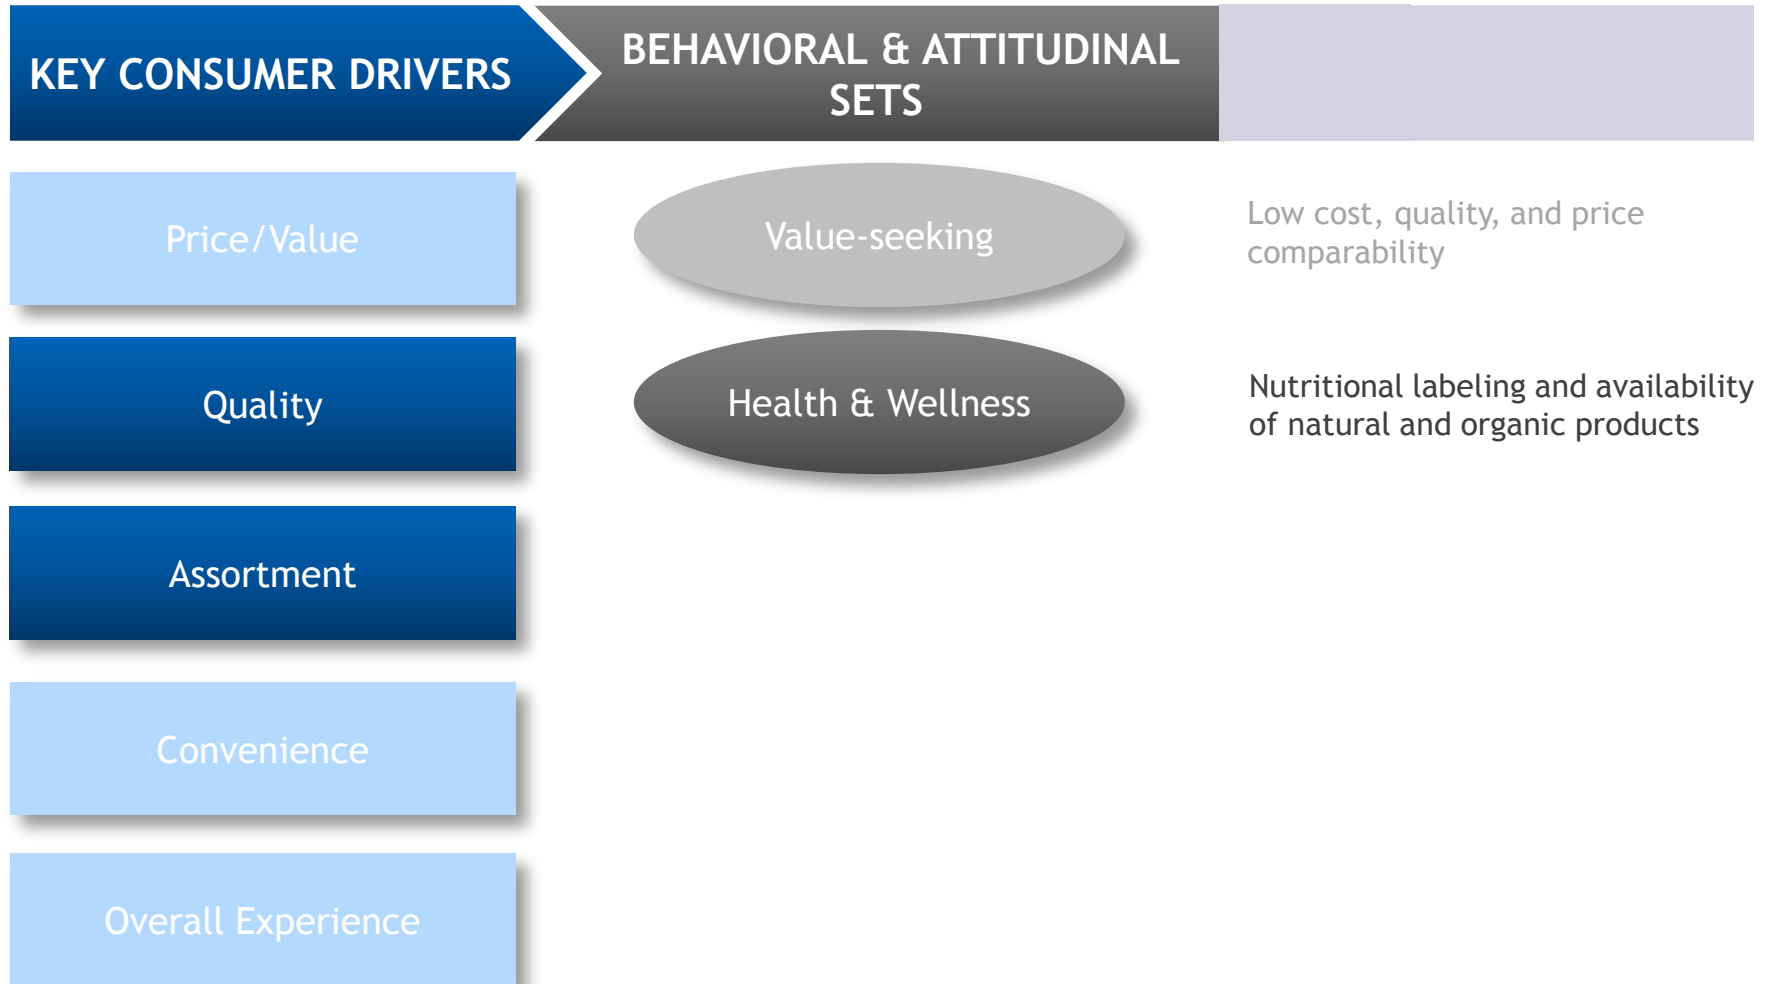 KEY CONSUMER DRIVERS
BEHAVIORAL & ATTITUDINAL
SETS
Price/Value
Value-seeking
Low cost, quality, and price
comparability
Quality
Health & Wellness
Nutritional labeling and availability
of natural and organic products
Assortment
Convenience
Overall Experience